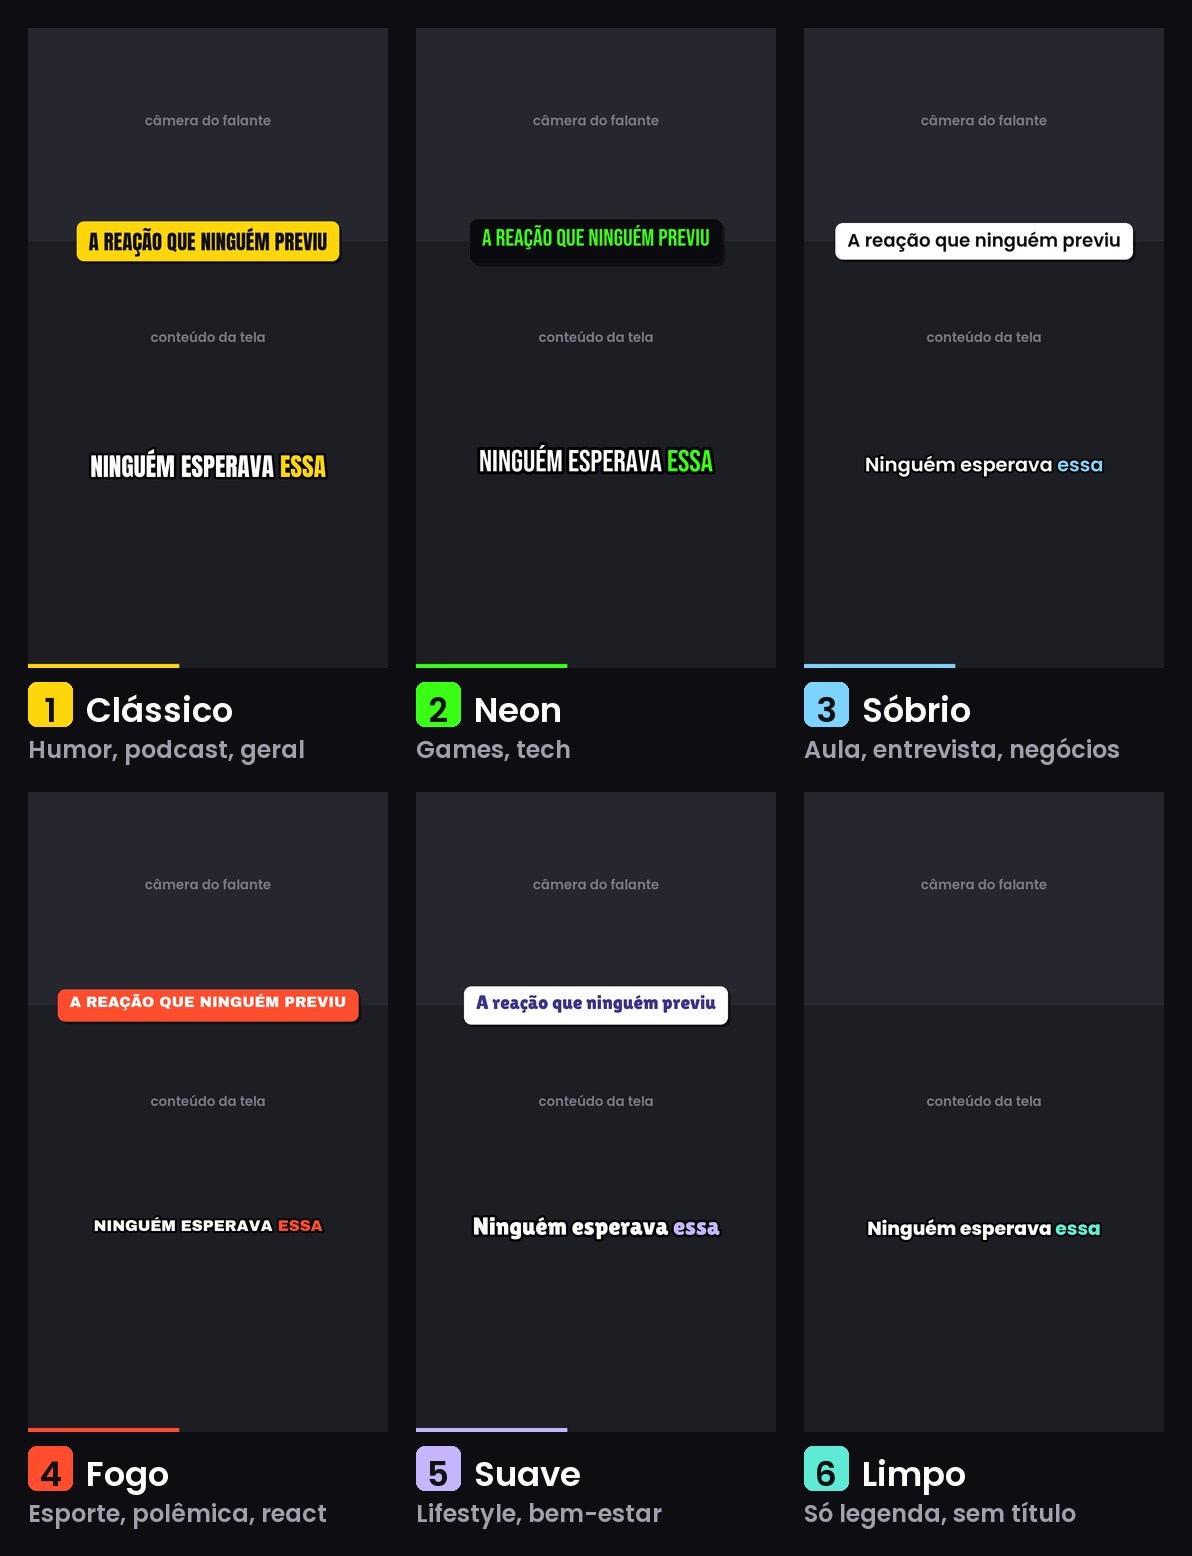 câmera do falante
A REAÇÃO QUE NINGUÉM PREVIU
conteúdo da tela
NINGUÉM ESPERAVA ESSA
1 Clássico
Humor, podcast, geral
câmera do falante
A REAÇÃO QUE NINGUÉM PREVIU
conteúdo da tela
NINGUÉM ESPERAVA ESSA
2 Neon
Games, tech
câmera do falante
A reação que ninguém previu
conteúdo da tela
Ninguém esperava essa
3 Sóbrio
Aula, entrevista, negócios
câmera do falante
A REAÇÃO QUE NINGUÉM PREVIU
conteúdo da tela
NINGUÉM ESPERAVA ESSA
4 Fogo
Esporte, polêmica, react
câmera do falante
A reação que ninguém previu
conteúdo da tela
Ninguém esperava essa
5 Suave
Lifestyle, bem-estar
câmera do falante
conteúdo da tela
Ninguém esperava essa
6 Limpo
Só legenda, sem título